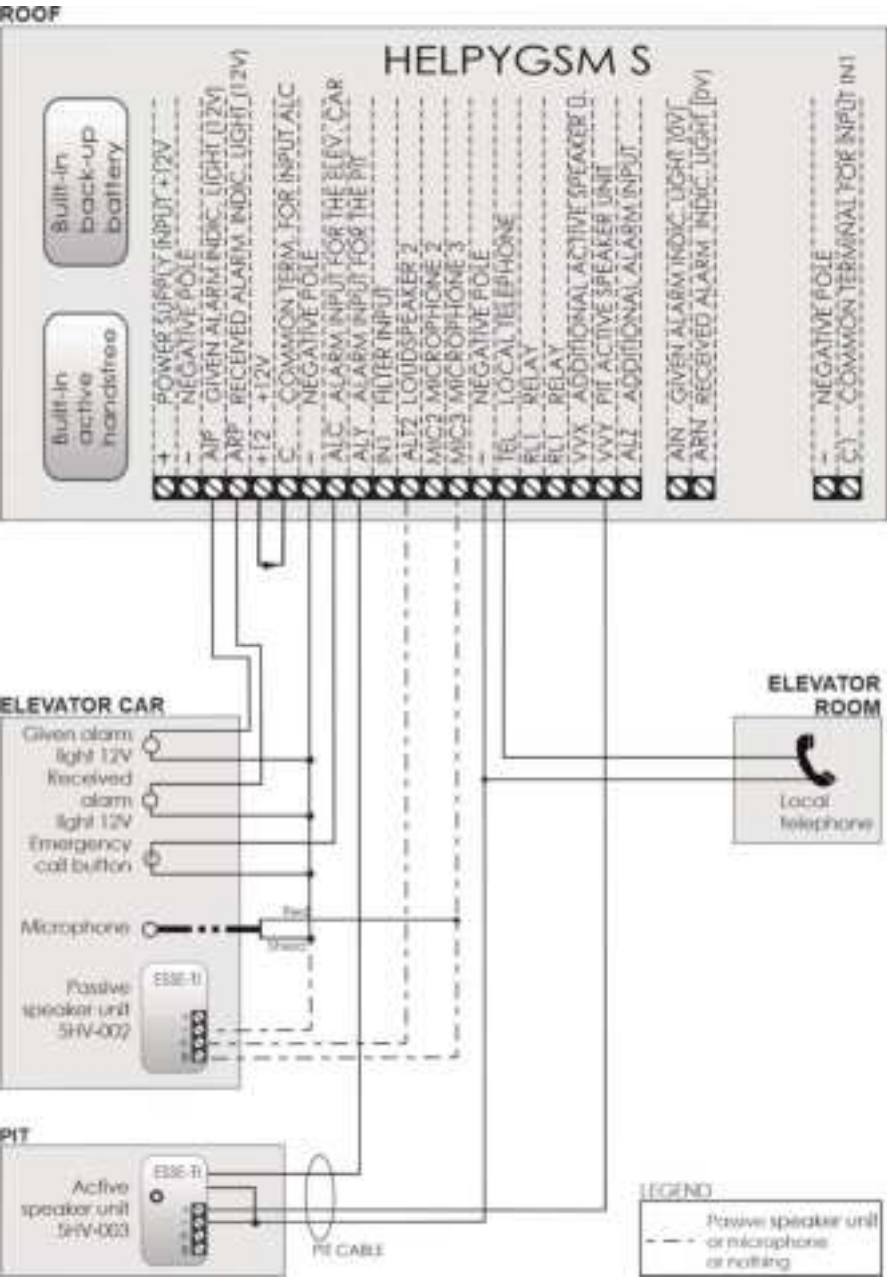 ROOF
HELPYGSM S
Built-in
back-up
battery
Built-in
active
handsfree
+ POWER SUPPLY INPUT +12V
- NEGATIVE POLE
AIP GIVEN ALARM INDIC. LIGHT (12V)
ARP RECEIVED ALARM INDIC. LIGHT (12V)
+12 +12V
C COMMON TERM. FOR INPUT ALC
- NEGATIVE POLE
ALC ALARM INPUT FOR THE ELEV. CAR
ALY ALARM INPUT FOR THE PIT
IN1 FILTER INPUT
ALT2 LOUDSPEAKER 2
MIC2 MICROPHONE 2
MIC3 MICROPHONE 3
- NEGATIVE POLE
TEL LOCAL TELEPHONE
RL1 RELAY
RL1 RELAY
VVX ADDITIONAL ACTIVE SPEAKER U.
VVY PIT ACTIVE SPEAKER UNIT
ALZ ADDITIONAL ALARM INPUT
AIN GIVEN ALARM INDIC. LIGHT (0V)
ARN RECEIVED ALARM INDIC. LIGHT (0V)
- NEGATIVE POLE
C1 COMMON TERMINAL FOR INPUT IN1
ELEVATOR CAR
Given alarm
light 12V
Received
alarm
light 12V
Emergency
call button
Microphone
Red
Shield
Passive
speaker unit
SHV-002
ESSE-TI
ELEVATOR
ROOM
Local
telephone
PIT
Active
speaker unit
SHV-003
ESSE-TI
PIT CABLE
LEGEND
Passive speaker unit
or microphone
or nothing